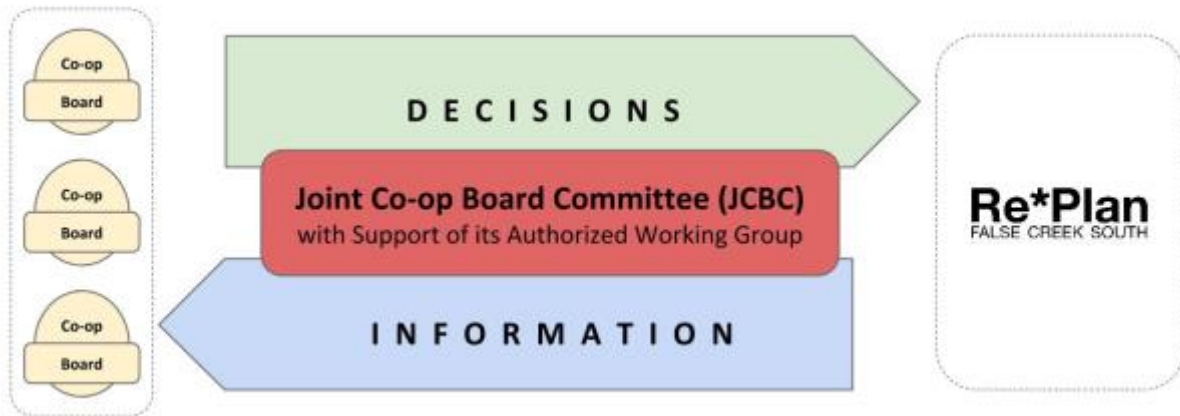 Co-op
Board
Co-op
Board
Co-op
Board
DECISIONS
Joint Co-op Board Committee (JCBC)
with Support of its Authorized Working Group
INFORMATION
Re*Plan
FALSE CREEK SOUTH